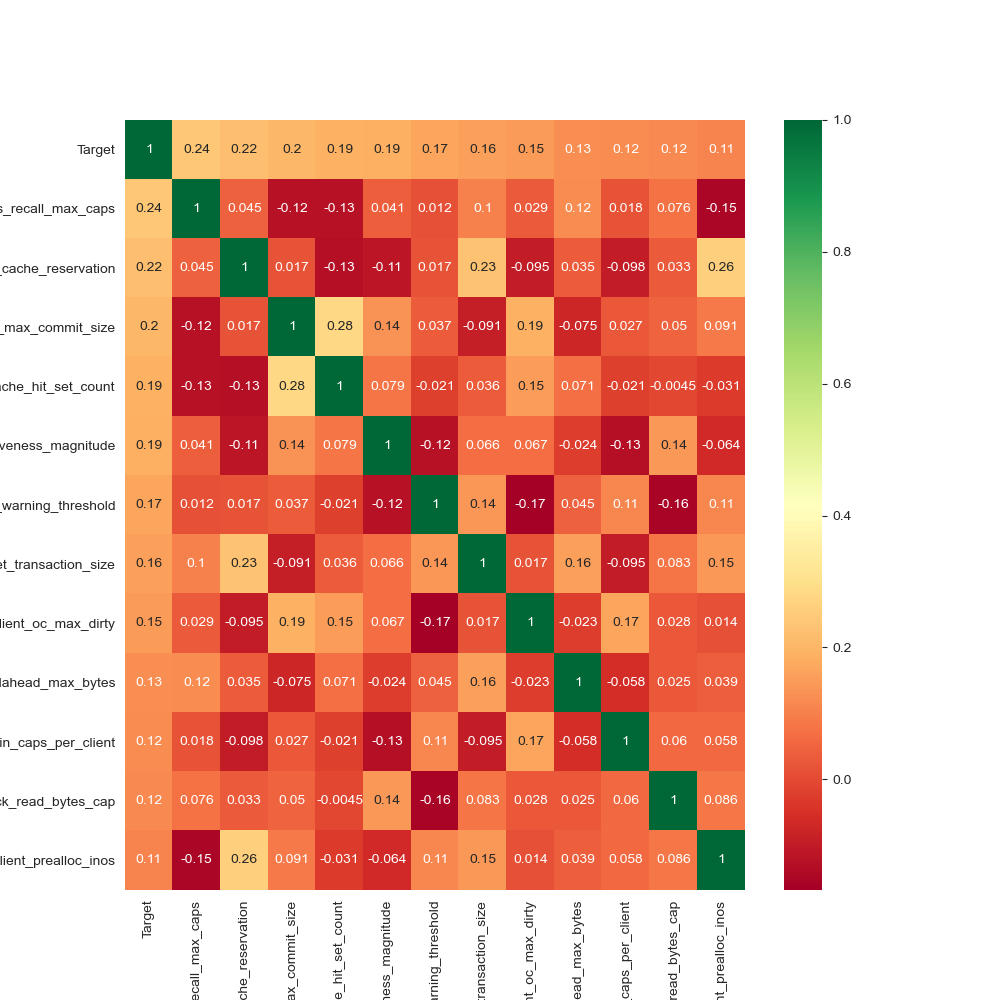 1.0
Target 1 0.24 0.22 0.2 0.19 0.19 0.17 0.16 0.15 0.13 0.12 0.12 0.11
s_recall_max_caps 0.24 1 0.045 -0.12 -0.13 0.041 0.012 0.1 0.029 0.12 0.018 0.076 -0.15
0.8
_cache_reservation 0.22 0.045 1 0.017 -0.13 -0.11 0.017 0.23 -0.095 0.035 -0.098 0.033 0.26
_max_commit_size 0.2 -0.12 0.017 1 0.28 0.14 0.037 -0.091 0.19 -0.075 0.027 0.05 0.091
0.6
che_hit_set_count 0.19 -0.13 -0.13 0.28 1 0.079 -0.021 0.036 0.15 0.071 -0.021 -0.0045 -0.031
veness_magnitude 0.19 0.041 -0.11 0.14 0.079 1 -0.12 0.066 0.067 -0.024 -0.13 0.14 -0.064
_warning_threshold 0.17 0.012 0.017 0.037 -0.021 -0.12 1 0.14 -0.17 0.045 0.11 -0.16 0.11
0.4
et_transaction_size 0.16 0.1 0.23 -0.091 0.036 0.066 0.14 1 0.017 0.16 -0.095 0.083 0.15
lient_oc_max_dirty 0.15 0.029 -0.095 0.19 0.15 0.067 -0.17 0.017 1 -0.023 0.17 0.028 0.014
0.2
ahead_max_bytes 0.13 0.12 0.035 -0.075 0.071 -0.024 0.045 0.16 -0.023 1 -0.058 0.025 0.039
in_caps_per_client 0.12 0.018 -0.098 0.027 -0.021 -0.13 0.11 -0.095 0.17 -0.058 1 0.06 0.058
0.0
ck_read_bytes_cap 0.12 0.076 0.033 0.05 -0.0045 0.14 -0.16 0.083 0.028 0.025 0.06 1 0.086
lient_prealloc_inos 0.11 -0.15 0.26 0.091 -0.031 -0.064 0.11 0.15 0.014 0.039 0.058 0.086 1
Target
ecall_max_caps
che_reservation
ax_commit_size
e_hit_set_count
ness_magnitude
rning_threshold
transaction_size
nt_oc_max_dirty
ead_max_bytes
_caps_per_client
read_bytes_cap
nt_prealloc_inos